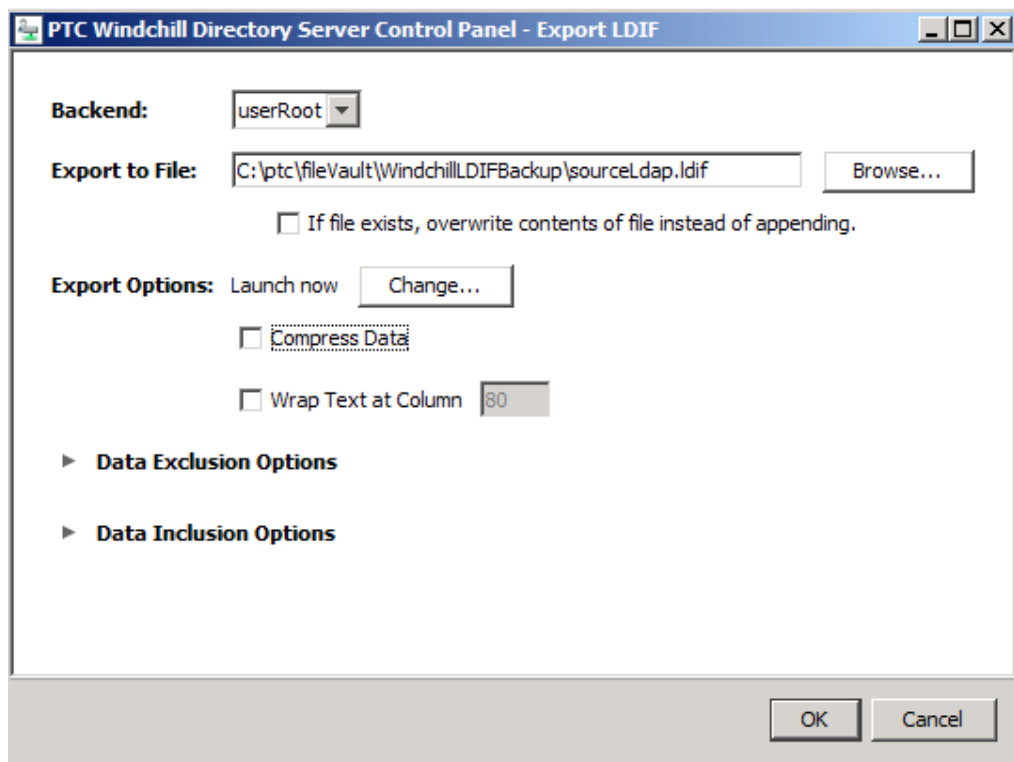 PTC Windchill Directory Server Control Panel - Export LDIF
Backend: userRoot
Export to File: C:\ptc\fileVault\WindchillLDIFBackup\sourceLdap.ldif Browse...
If file exists, overwrite contents of file instead of appending.
Export Options: Launch now Change...
Compress Data
Wrap Text at Column 80
Data Exclusion Options
Data Inclusion Options
OK Cancel